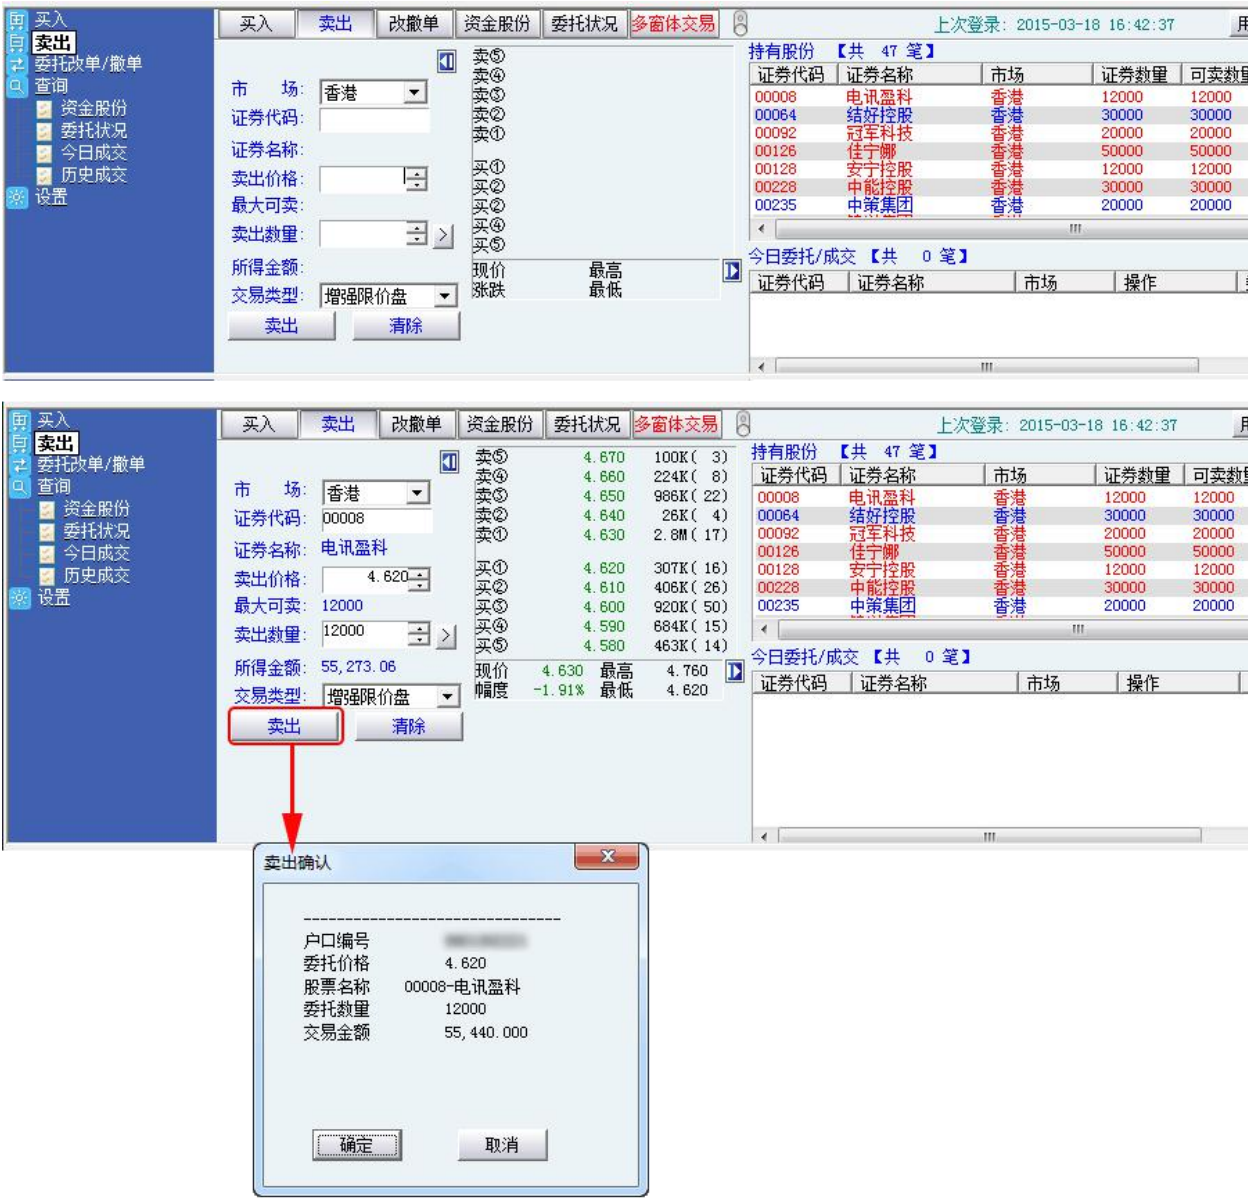 买入
卖出
委托改单/撤单
查询
资金股份
委托状况
今日成交
历史成交
设置
买入 卖出 改撤单 资金股份 委托状况 多窗体交易 上次登录: 2015-03-18 16:42:37
市 场: 香港
证券代码:
证券名称:
卖出价格:
最大可卖:
卖出数量: >
所得金额:
交易类型: 增强限价盘
卖出 清除
卖⑤
卖④
卖③
卖②
卖①
买①
买②
买②
买④
买⑤
现价 最高
涨跌 最低
持有股份 【共 47 笔】
证券代码 证券名称 市场 证券数量 可卖数量
00008 电讯盈科 香港 12000 12000
00064 结好控股 香港 30000 30000
00092 冠军科技 香港 20000 20000
00126 佳宁娜 香港 50000 50000
00128 安宁控股 香港 12000 12000
00228 中能控股 香港 30000 30000
00235 中策集团 香港 20000 20000
今日委托/成交 【共 0 笔】
证券代码 证券名称 市场 操作
买入
卖出
委托改单/撤单
查询
资金股份
委托状况
今日成交
历史成交
设置
买入 卖出 改撤单 资金股份 委托状况 多窗体交易 上次登录: 2015-03-18 16:42:37
市 场: 香港
证券代码: 00008
证券名称: 电讯盈科
卖出价格: 4.620
最大可卖: 12000
卖出数量: 12000 >
所得金额: 55,273.06
交易类型: 增强限价盘
卖出 清除
卖⑤ 4.670 100K( 3)
卖④ 4.660 224K( 8)
卖③ 4.650 986K( 22)
卖② 4.640 26K( 4)
卖① 4.630 2.8M( 17)
买① 4.620 307K( 16)
买② 4.610 406K( 26)
买③ 4.600 920K( 50)
买④ 4.590 684K( 15)
买⑤ 4.580 463K( 14)
现价 4.630 最高 4.760
幅度 -1.91% 最低 4.620
持有股份 【共 47 笔】
证券代码 证券名称 市场 证券数量 可卖数量
00008 电讯盈科 香港 12000 12000
00064 结好控股 香港 30000 30000
00092 冠军科技 香港 20000 20000
00126 佳宁娜 香港 50000 50000
00128 安宁控股 香港 12000 12000
00228 中能控股 香港 30000 30000
00235 中策集团 香港 20000 20000
今日委托/成交 【共 0 笔】
证券代码 证券名称 市场 操作
卖出确认
户口编号
委托价格 4.620
股票名称 00008-电讯盈科
委托数量 12000
交易金额 55,440.000
确定 取消